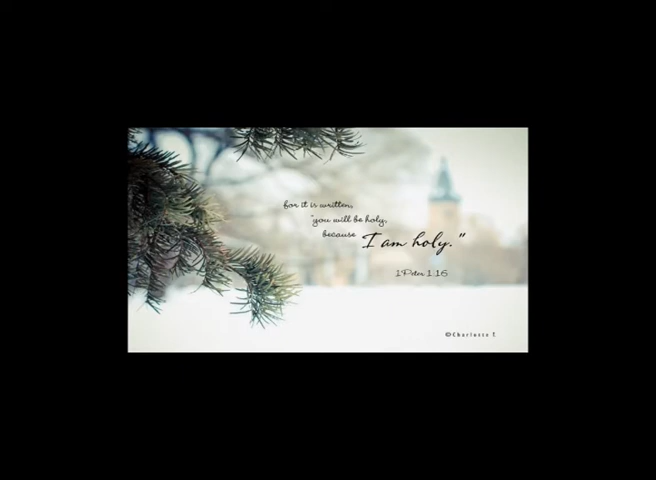 for it is written,
"you will be holy,
because I am holy."
1 Peter 1:16